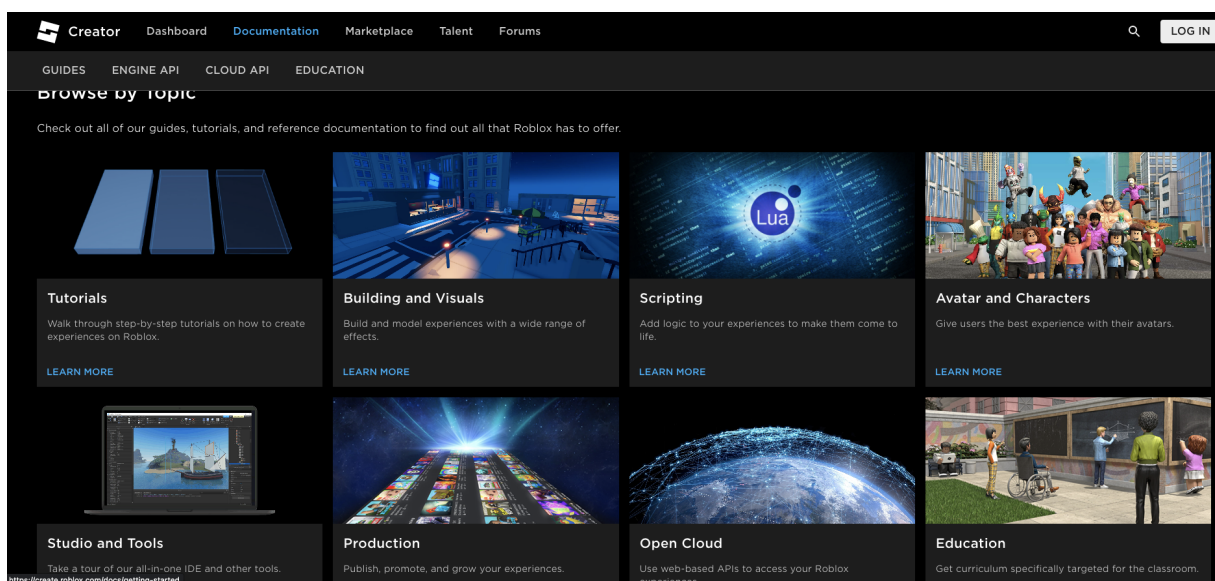 Creator Dashboard Documentation Marketplace Talent Forums LOG IN
GUIDES ENGINE API CLOUD API EDUCATION
Browse by Topic
Check out all of our guides, tutorials, and reference documentation to find out all that Roblox has to offer.
Lua
Tutorials
Walk through step-by-step tutorials on how to create
experiences on Roblox.
LEARN MORE
Building and Visuals
Build and model experiences with a wide range of
effects.
LEARN MORE
Scripting
Add logic to your experiences to make them come to
life.
LEARN MORE
Avatar and Characters
Give users the best experience with their avatars.
LEARN MORE
Studio and Tools
Take a tour of our all-in-one IDE and other tools.
Production
Publish, promote, and grow your experiences.
Open Cloud
Use web-based APIs to access your Roblox
experiences.
Education
Get curriculum specifically targeted for the classroom.
https://create.roblox.com/docs/getting-started